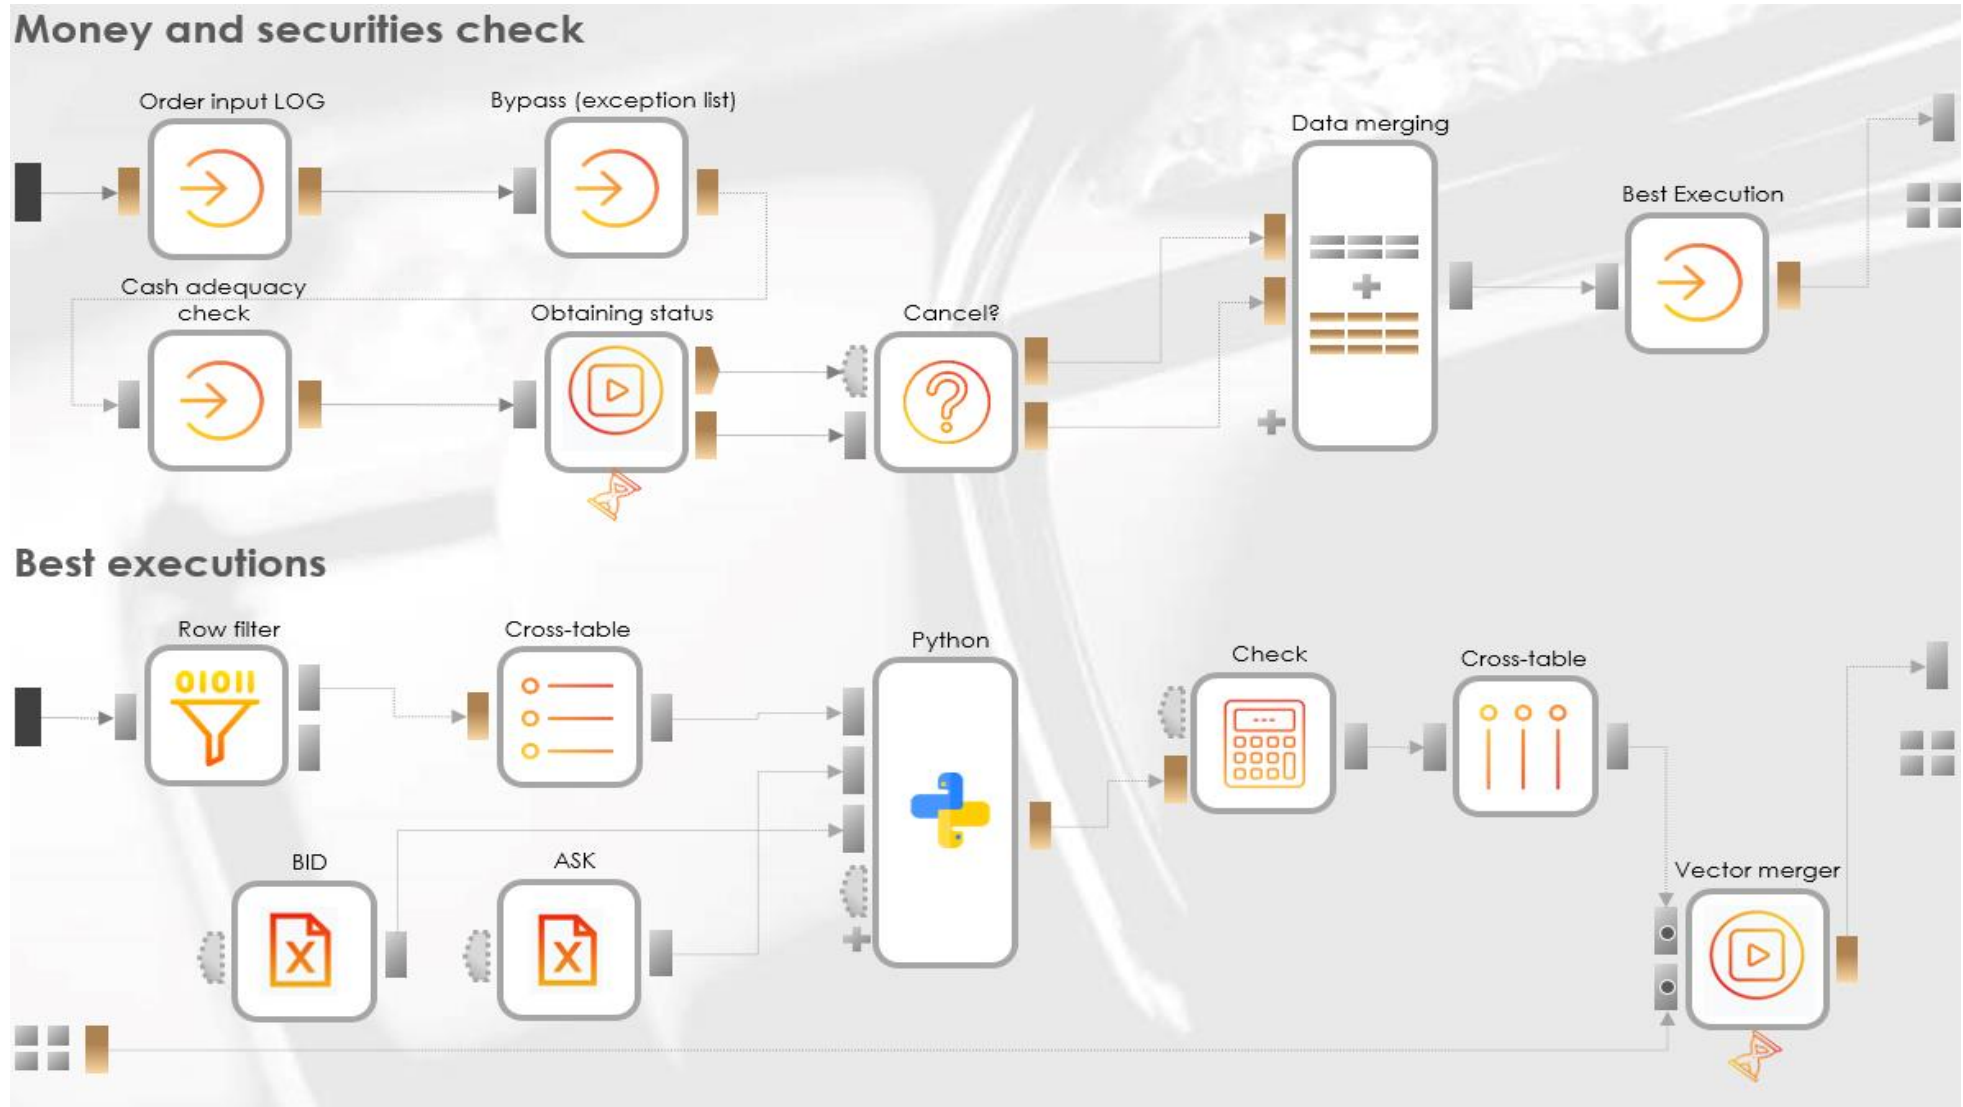 Money and securities check
Order input LOG
Bypass (exception list)
Data merging
Best Execution
Cash adequacy
check
Obtaining status
Cancel?
Best executions
Row filter
01011
Cross-table
Python
Check
Cross-table
BID
X
ASK
X
Vector merger